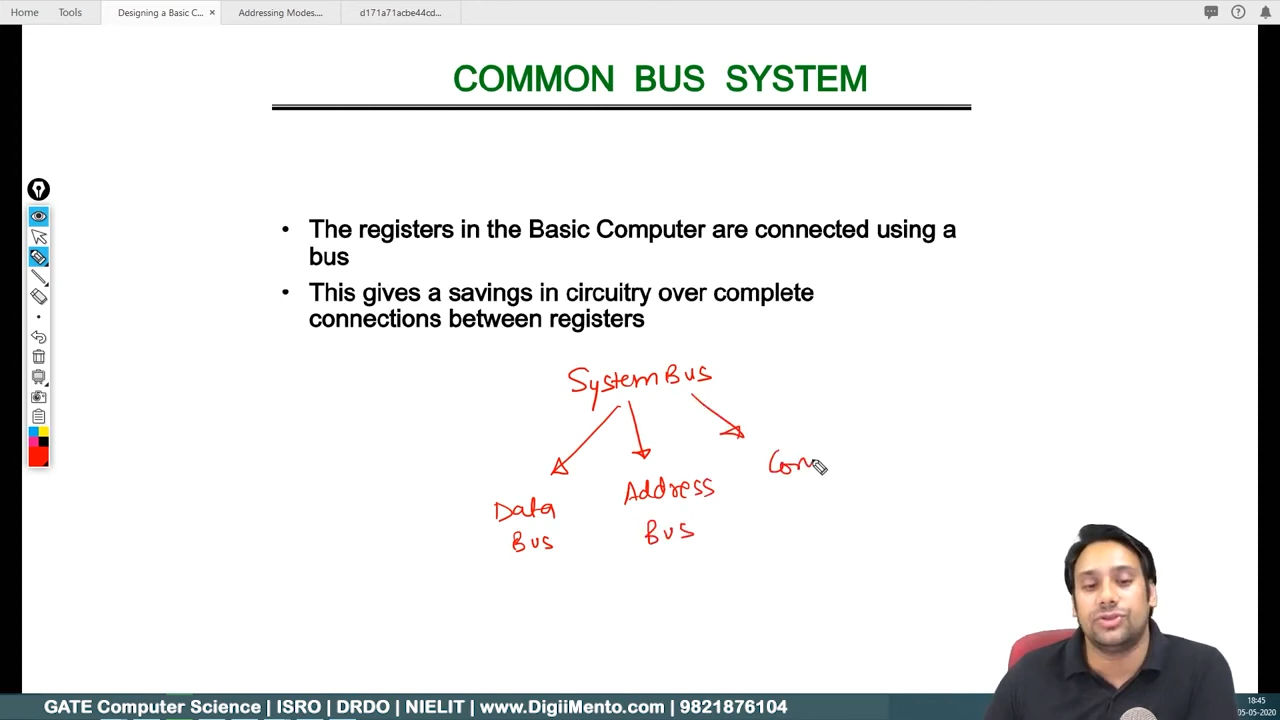 Home Tools Designing a Basic C... × Addressing Modes.... d171a71acbe44cd...
COMMON BUS SYSTEM
• The registers in the Basic Computer are connected using a
bus
• This gives a savings in circuitry over complete
connections between registers
System Bus
Data
Bus
Address
Bus
Con
GATE Computer Science | ISRO | DRDO | NIELIT | www.DigiiMento.com | 9821876104
18:45
05-05-2020